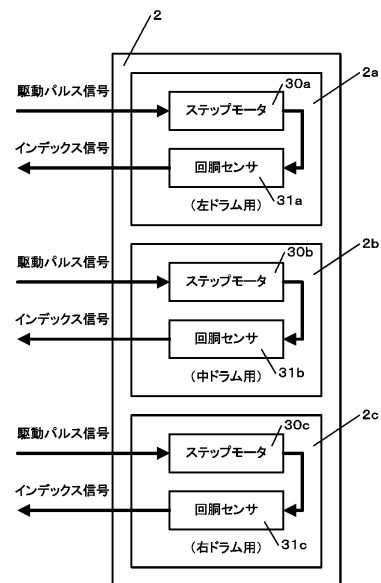 2
30a
2a
駆動パルス信号
ステップモータ
インデックス信号
回胴センサ
31a
(左ドラム用)
30b
2b
駆動パルス信号
ステップモータ
インデックス信号
回胴センサ
31b
(中ドラム用)
30c
2c
駆動パルス信号
ステップモータ
インデックス信号
回胴センサ
31c
(右ドラム用)